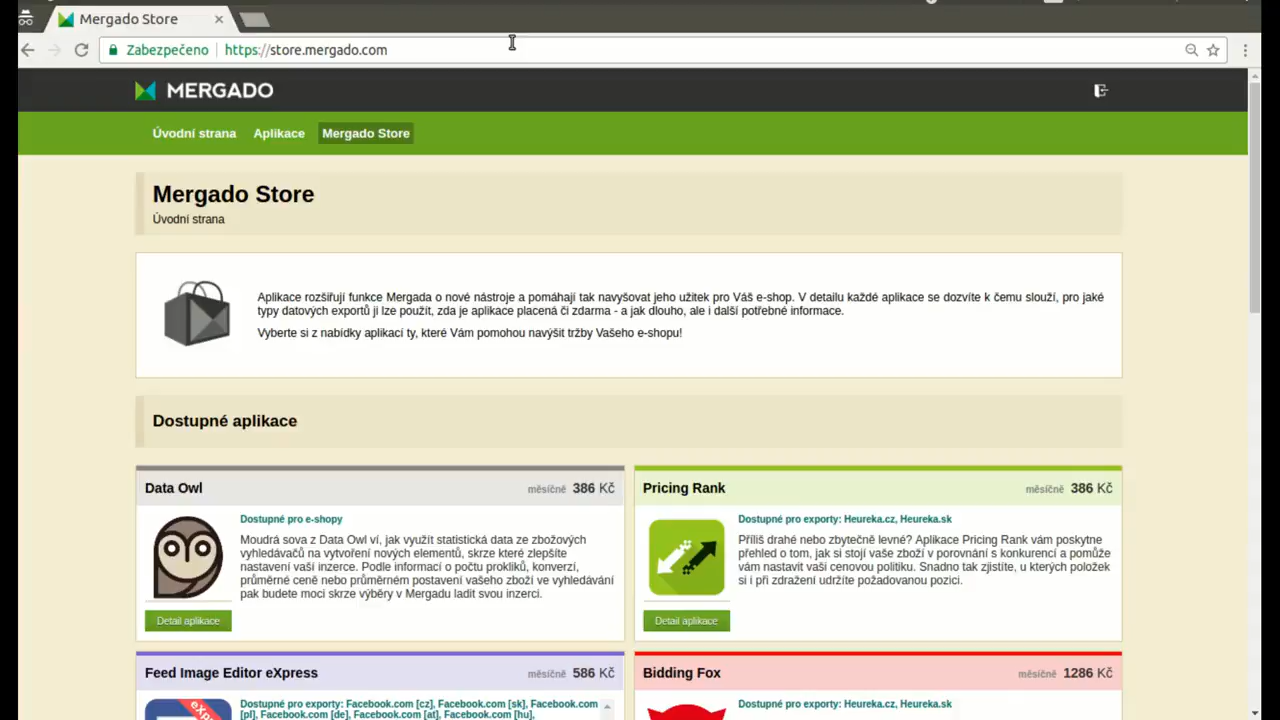 Mergado Store
Zabezpečeno https://store.mergado.com
MERGADO
Úvodní strana Aplikace Mergado Store
Mergado Store
Úvodní strana
Aplikace rozšiřují funkce Mergada o nové nástroje a pomáhají tak navyšovat jeho užitek pro Váš e-shop. V detailu každé aplikace se dozvíte k čemu slouží, pro jaké
typy datových exportů ji lze použít, zda je aplikace placená či zdarma - a jak dlouho, ale i další potřebné informace.
Vyberte si z nabídky aplikací ty, které Vám pomohou navýšit tržby Vašeho e-shopu!
Dostupné aplikace
Data Owl měsíčně 386 Kč
Dostupné pro e-shopy
Moudrá sova z Data Owl ví, jak využít statistická data ze zbožových
vyhledávačů na vytvoření nových elementů, skrze které zlepšíte
nastavení vaší inzerce. Podle informací o počtu prokliků, konverzí,
průměrné ceně nebo průměrném postavení vašeho zboží ve vyhledávání
pak budete moci skrze výběry v Mergadu ladit svou inzerci.
Detail aplikace
Pricing Rank měsíčně 386 Kč
Dostupné pro exporty: Heureka.cz, Heureka.sk
Příliš drahé nebo zbytečně levné? Aplikace Pricing Rank vám poskytne
přehled o tom, jak si stojí vaše zboží v porovnání s konkurencí a pomůže
vám nastavit vaši cenovou politiku. Snadno tak zjistíte, u kterých položek
si i při zdražení udržíte požadovanou pozici.
Detail aplikace
Feed Image Editor eXpress měsíčně 586 Kč
eXpr
Dostupné pro exporty: Facebook.com [cz], Facebook.com [sk], Facebook.com
[pl], Facebook.com [de], Facebook.com [at], Facebook.com [hu],
Bidding Fox měsíčně 1286 Kč
Dostupné pro exporty: Heureka.cz, Heureka.sk